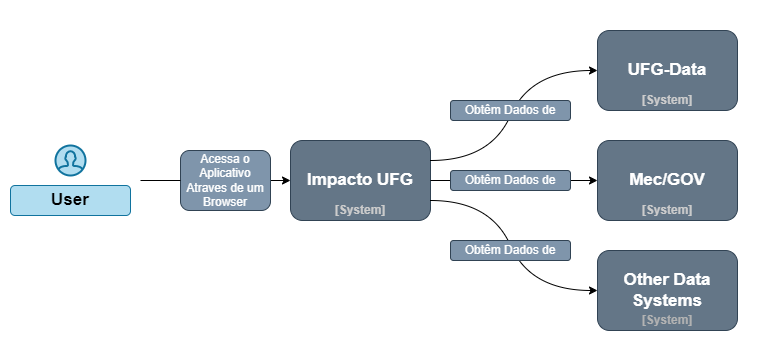 User
Acessa o
Aplicativo
Atraves de um
Browser
Impacto UFG
[System]
Obtêm Dados de
Obtêm Dados de
Obtêm Dados de
UFG-Data
[System]
Mec/GOV
[System]
Other Data
Systems
[System]